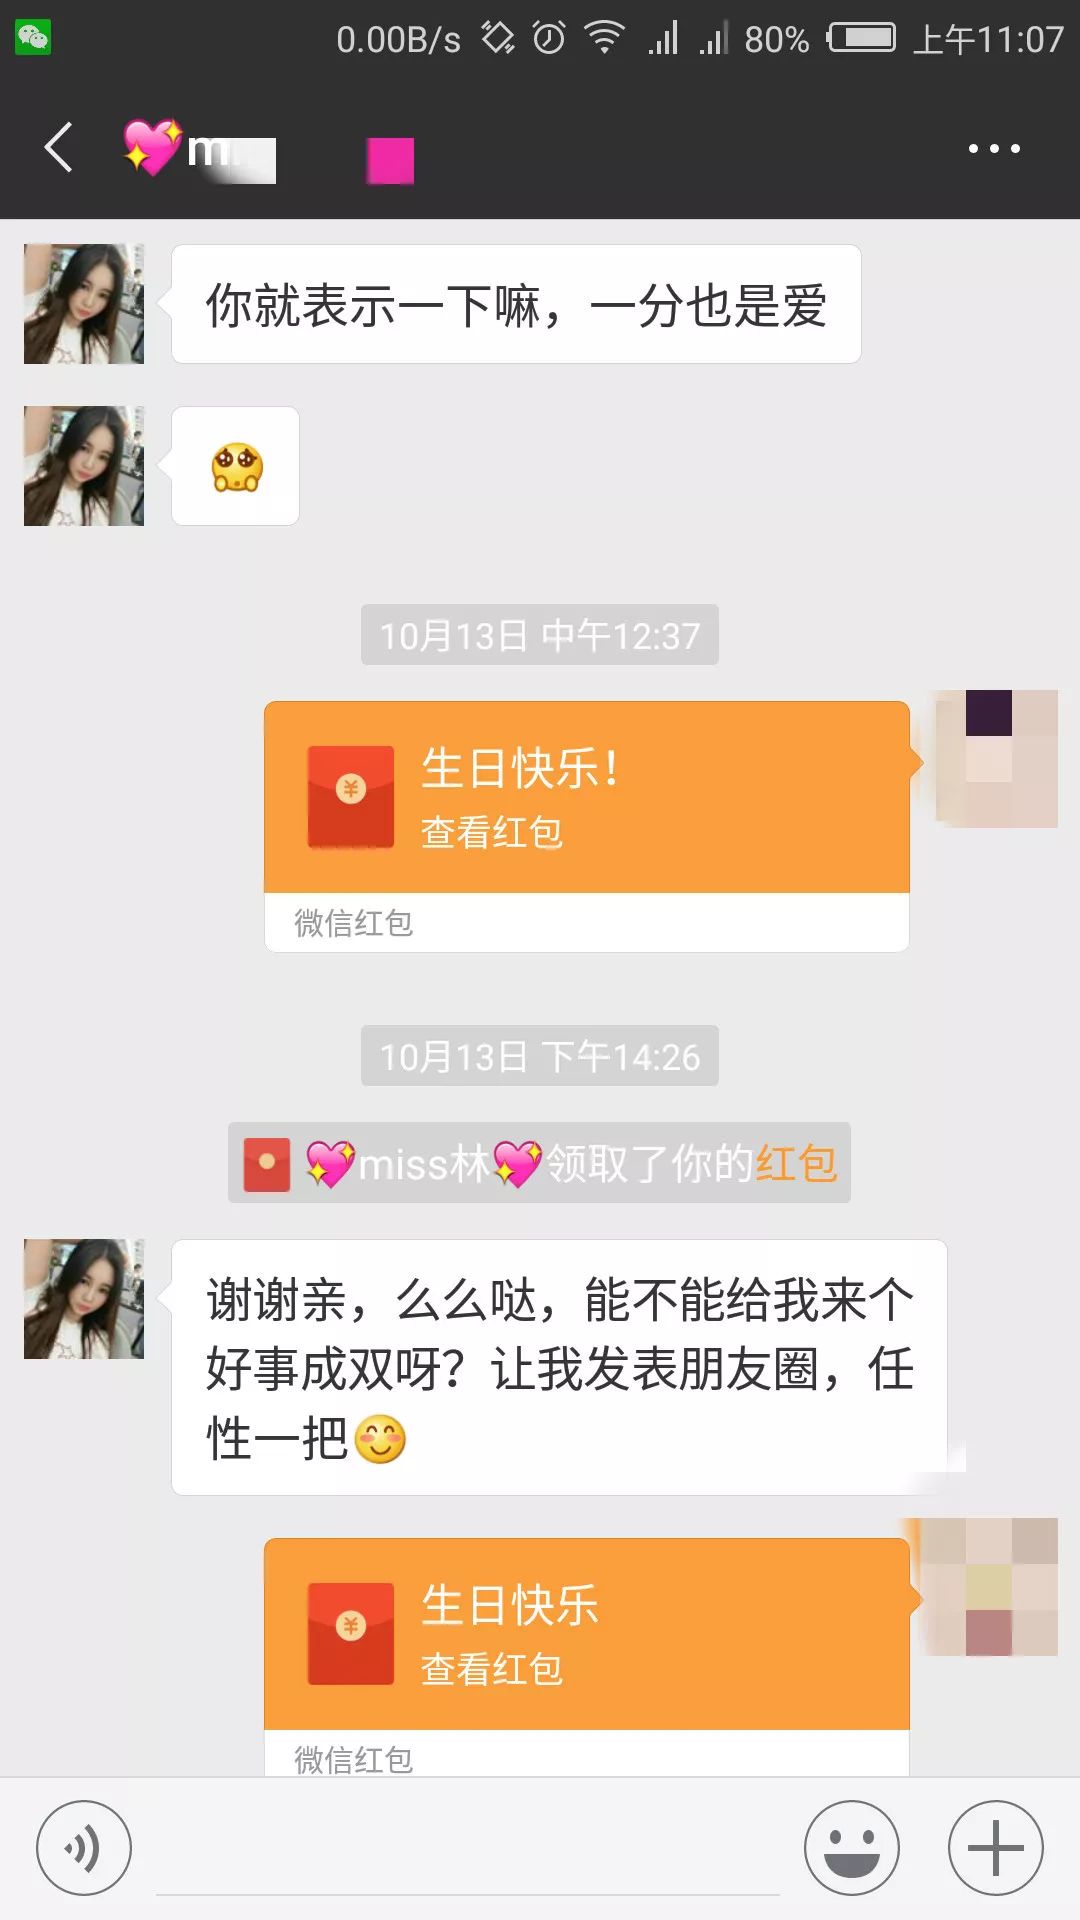 0.00B/s 80% 上午11:07
你就表示一下嘛，一分也是爱
10月13日 中午12:37
生日快乐！
查看红包
微信红包
10月13日 下午14:26
💖miss林💖领取了你的红包
谢谢亲，么么哒，能不能给我来个
好事成双呀？让我发表朋友圈，任
性一把😊
生日快乐
查看红包
微信红包